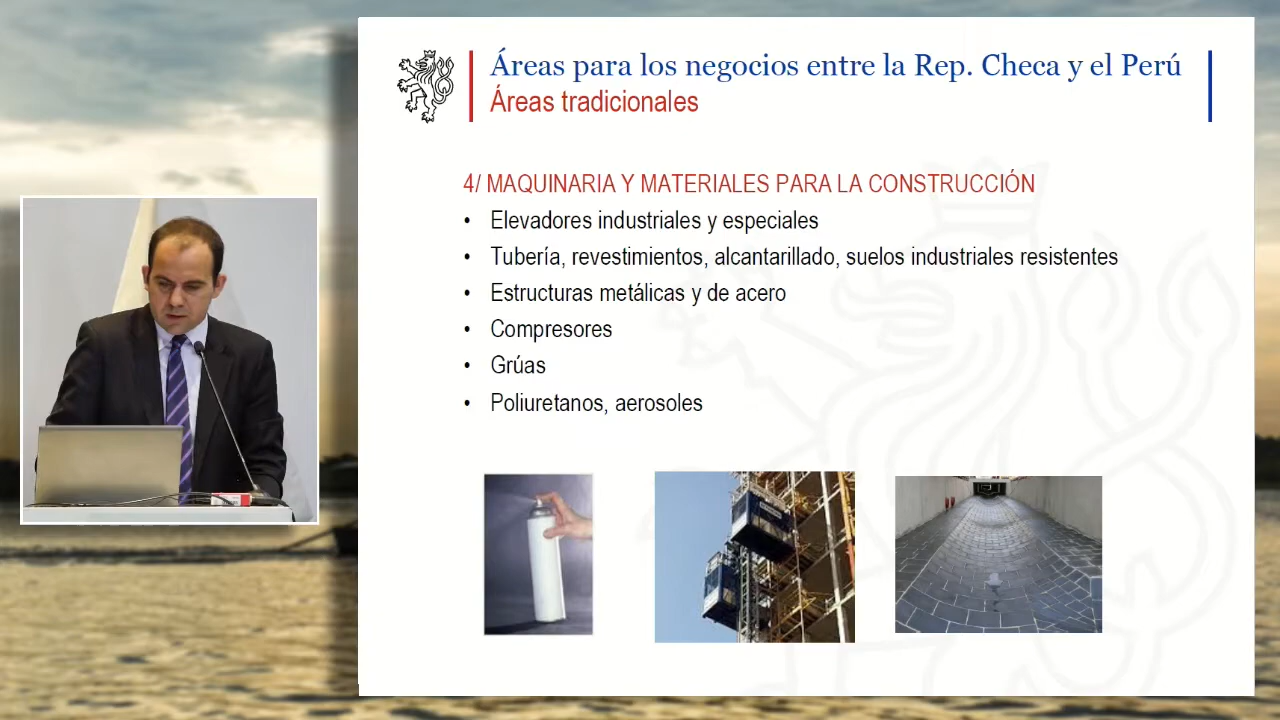 Áreas para los negocios entre la Rep. Checa y el Perú
Áreas tradicionales
4/ MAQUINARIA Y MATERIALES PARA LA CONSTRUCCIÓN
• Elevadores industriales y especiales
• Tubería, revestimientos, alcantarillado, suelos industriales resistentes
• Estructuras metálicas y de acero
• Compresores
• Grúas
• Poliuretanos, aerosoles